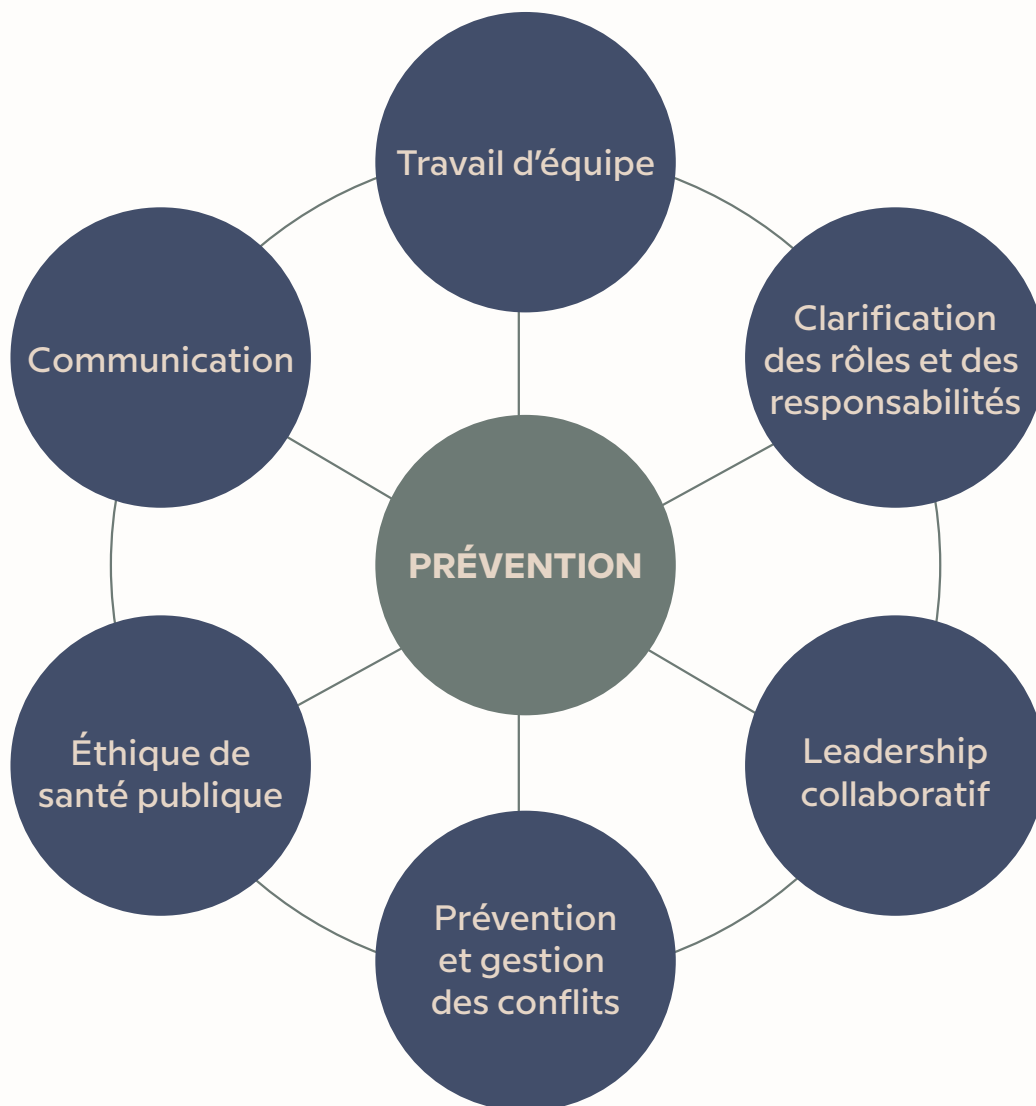 Travail d’équipe
Clarification
des rôles et des
responsabilités
Communication
PRÉVENTION
Éthique de
santé publique
Leadership
collaboratif
Prévention
et gestion
des conflits